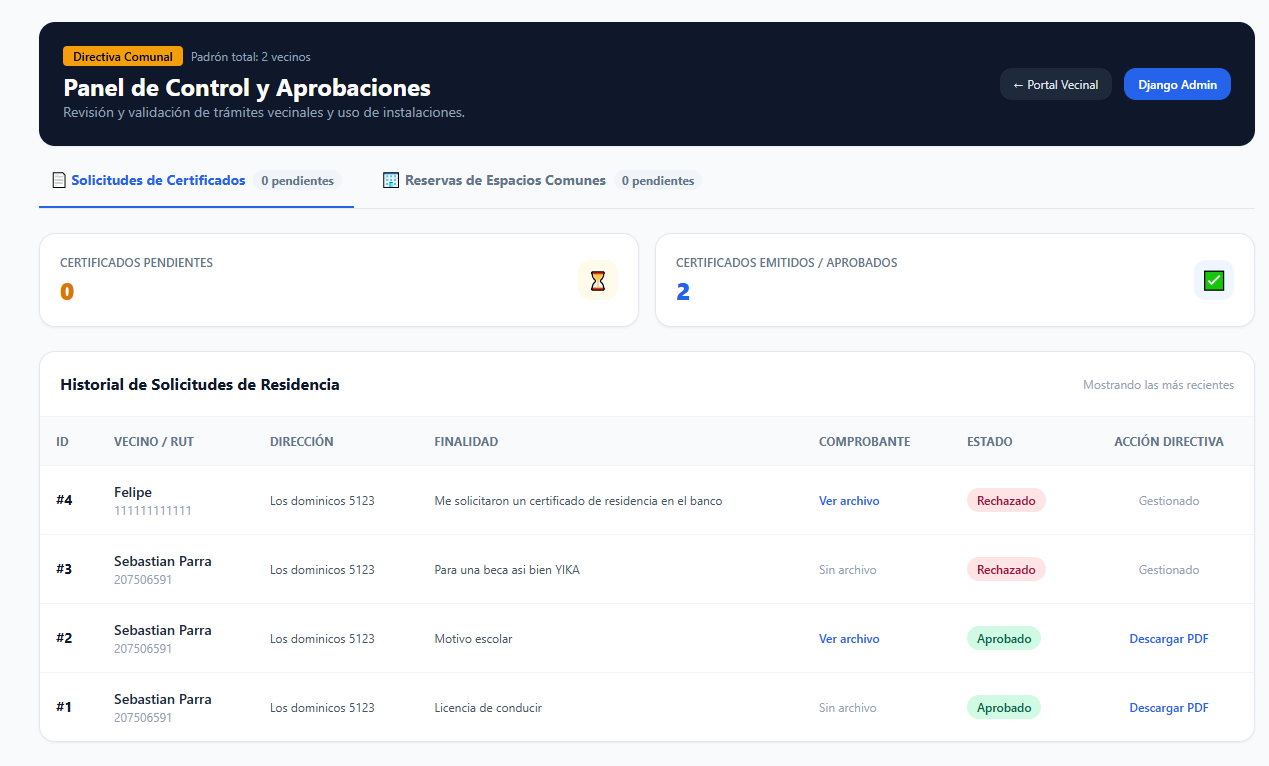 Directiva Comunal Padrón total: 2 vecinos
Panel de Control y Aprobaciones
Revisión y validación de trámites vecinales y uso de instalaciones.
← Portal Vecinal
Django Admin
Solicitudes de Certificados 0 pendientes
Reservas de Espacios Comunes 0 pendientes
CERTIFICADOS PENDIENTES
0
CERTIFICADOS EMITIDOS / APROBADOS
2
Historial de Solicitudes de Residencia
Mostrando las más recientes
ID VECINO / RUT DIRECCIÓN FINALIDAD COMPROBANTE ESTADO ACCIÓN DIRECTIVA
#4 Felipe Los dominicos 5123 Me solicitaron un certificado de residencia en el banco Ver archivo Rechazado Gestionado
111111111111
#3 Sebastian Parra Los dominicos 5123 Para una beca asi bien YIKA Sin archivo Rechazado Gestionado
207506591
#2 Sebastian Parra Los dominicos 5123 Motivo escolar Ver archivo Aprobado Descargar PDF
207506591
#1 Sebastian Parra Los dominicos 5123 Licencia de conducir Sin archivo Aprobado Descargar PDF
207506591